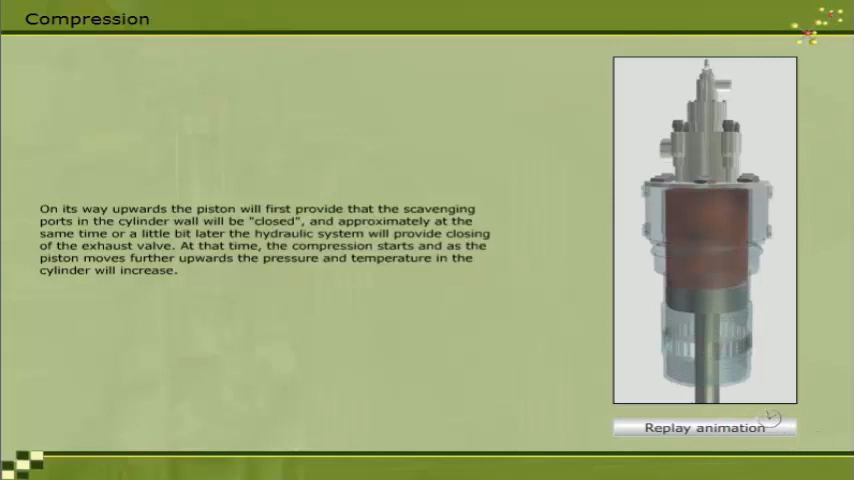 Compression
On its way upwards the piston will first provide that the scavenging
ports in the cylinder wall will be "closed", and approximately at the
same time or a little bit later the hydraulic system will provide closing
of the exhaust valve. At that time, the compression starts and as the
piston moves further upwards the pressure and temperature in the
cylinder will increase.
Replay animation